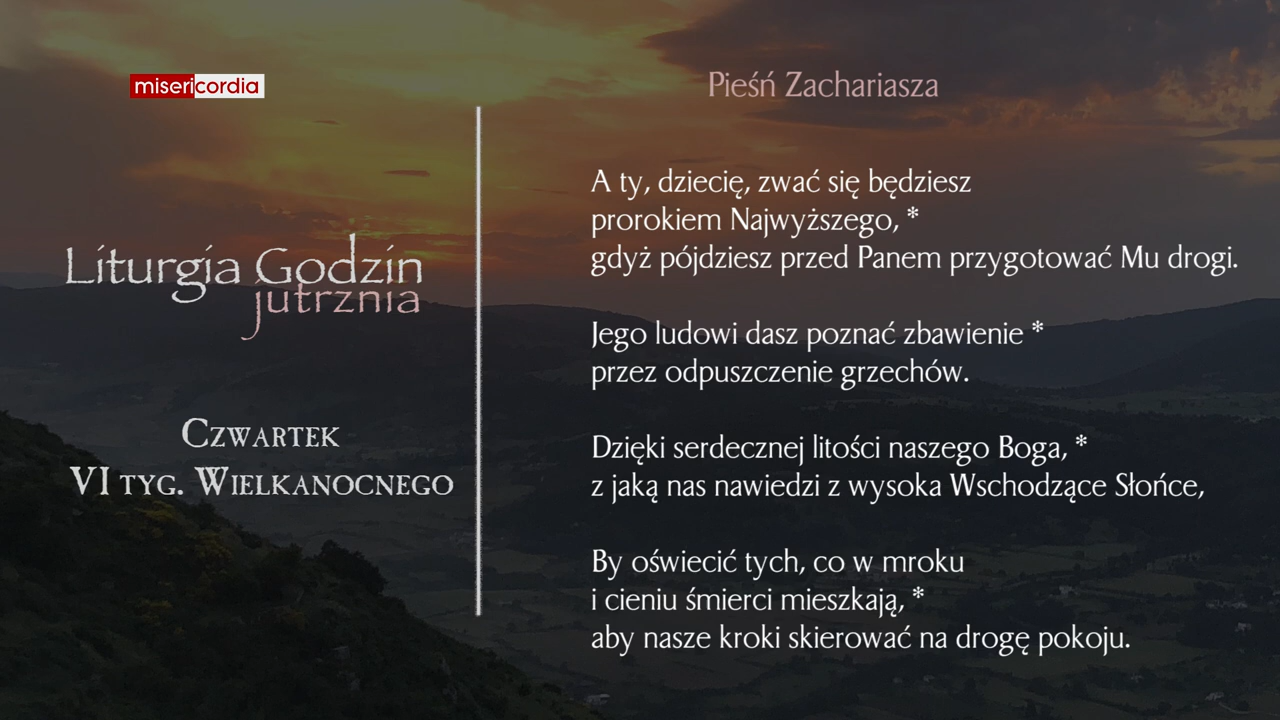 misericordia
Liturgia Godzin
jutrznia
Czwartek
VI tyg. Wielkanocnego
Pieśń Zachariasza
A ty, dziecię, zwać się będziesz
prorokiem Najwyższego, *
gdyż pójdziesz przed Panem przygotować Mu drogi.
Jego ludowi dasz poznać zbawienie *
przez odpuszczenie grzechów.
Dzięki serdecznej litości naszego Boga, *
z jaką nas nawiedzi z wysoka Wschodzące Słońce,
By oświecić tych, co w mroku
i cieniu śmierci mieszkają, *
aby nasze kroki skierować na drogę pokoju.